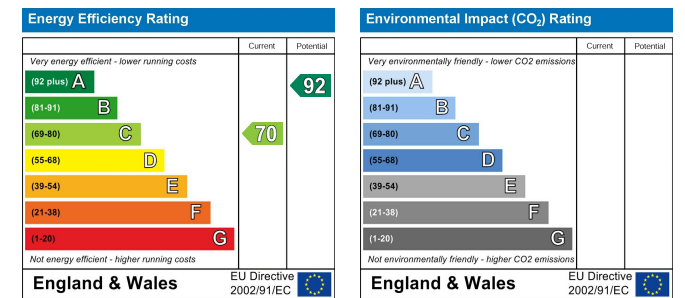 Energy Efficiency Rating
Current Potential
Very energy efficient - lower running costs
(92 plus) A
92
(81-91) B
(69-80) C
70
(55-68) D
(39-54) E
(21-38) F
(1-20) G
Not energy efficient - higher running costs
England & Wales
EU Directive
2002/91/EC
Environmental Impact (CO₂) Rating
Current Potential
Very environmentally friendly - lower CO2 emissions
(92 plus) A
(81-91) B
(69-80) C
(55-68) D
(39-54) E
(21-38) F
(1-20) G
Not environmentally friendly - higher CO2 emissions
England & Wales
EU Directive
2002/91/EC